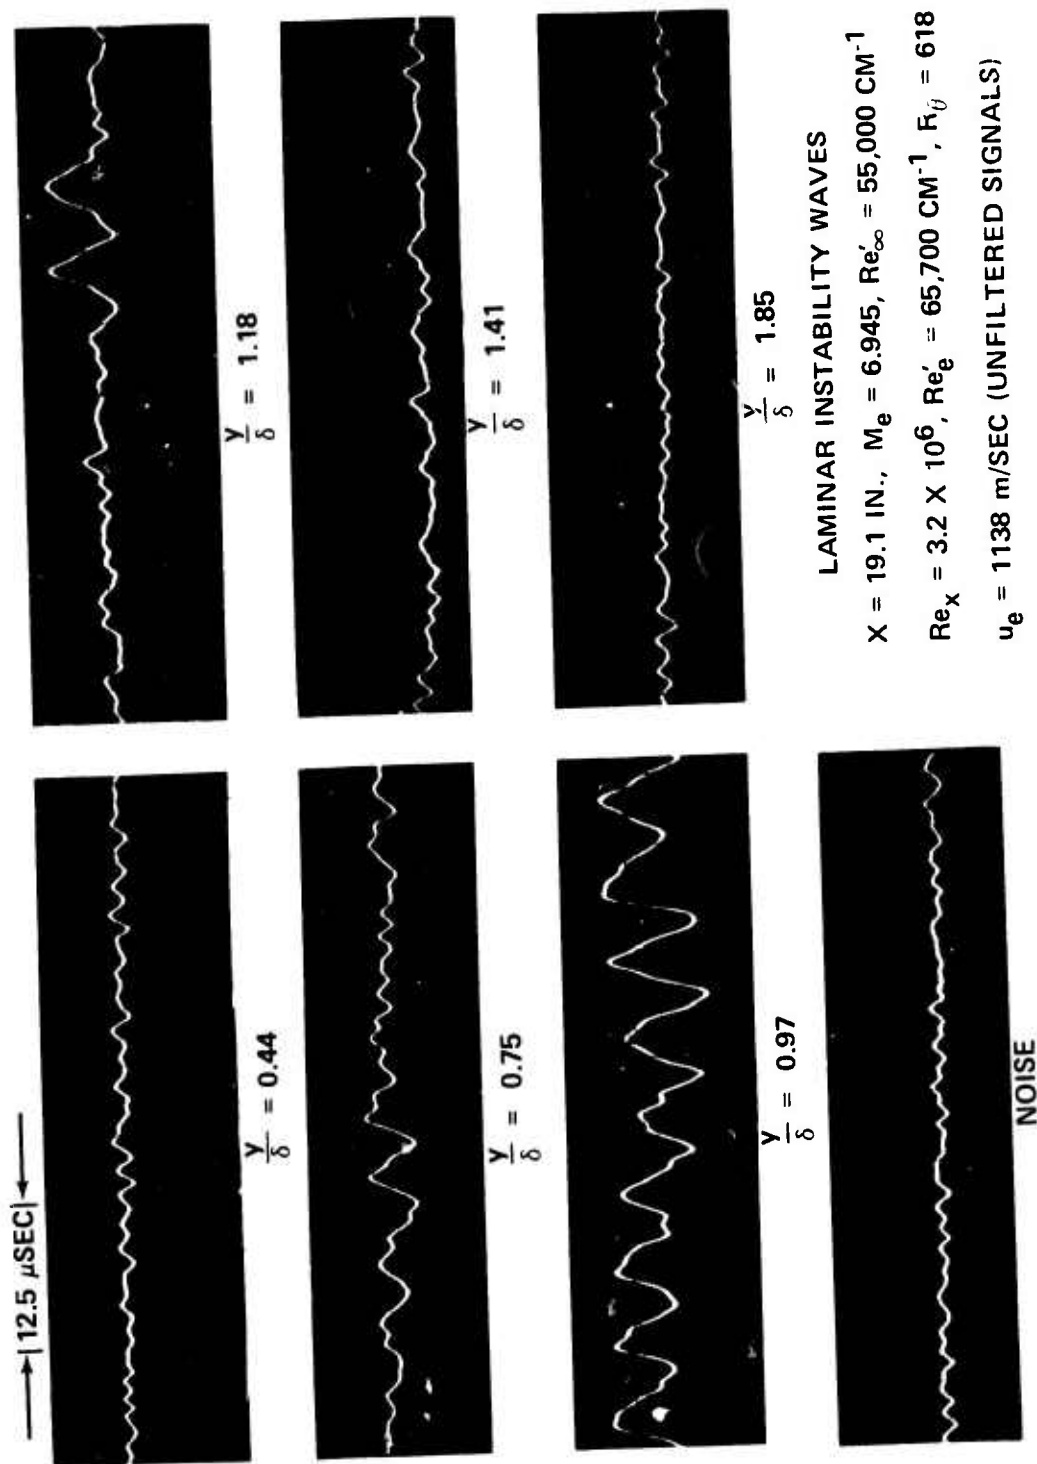 →|12.5 μSEC|←
y/δ = 0.44
y/δ = 0.75
y/δ = 0.97
NOISE
y/δ = 1.18
y/δ = 1.41
y/δ = 1.85
LAMINAR INSTABILITY WAVES
X = 19.1 IN., Mₑ = 6.945, Re′∞ = 55,000 CM⁻¹
Reₓ = 3.2 X 10⁶, Re′ₑ = 65,700 CM⁻¹, R_θ = 618
uₑ = 1138 m/SEC (UNFILTERED SIGNALS)